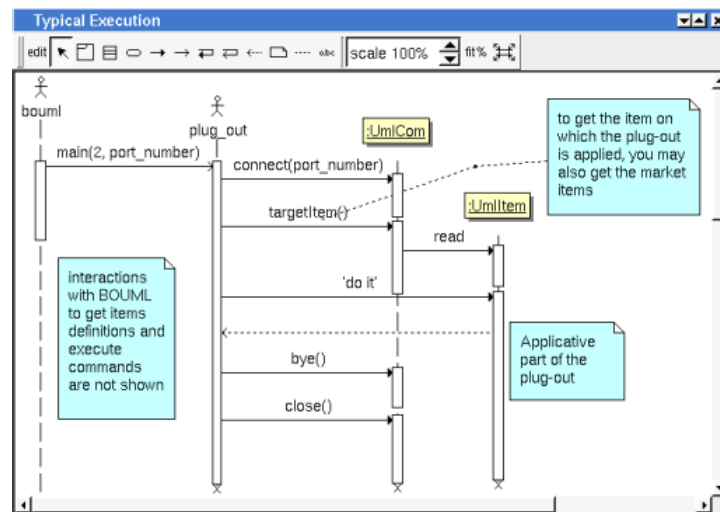 Typical Execution
edit
abc
scale 100%
fit%
bouml
plug_out
:UmlCom
to get the item on
which the plug-out
is applied, you may
also get the market
items
main(2, port_number)
connect(port_number)
targetItem()
:UmlItem
read
interactions
with BOUML
to get items
definitions and
execute
commands
are not shown
'do it'
Applicative
part of the
plug-out
bye()
close()